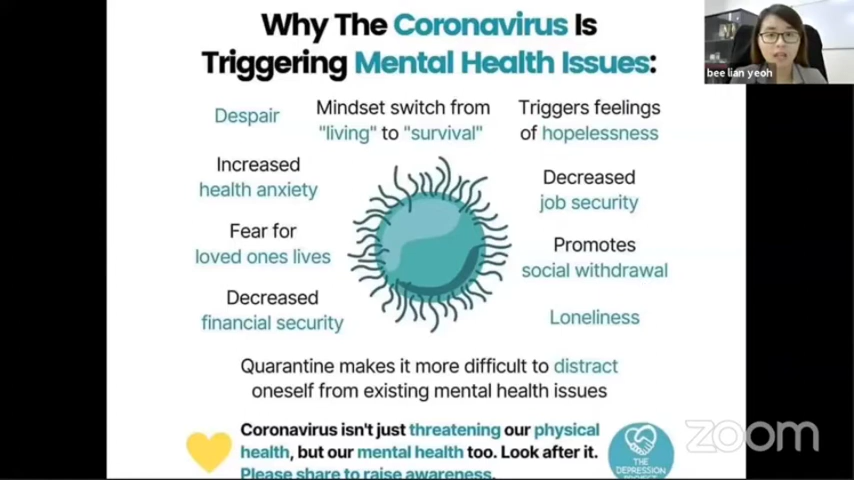 Why The Coronavirus Is
Triggering Mental Health Issues:
bee lian yeoh
Despair
Mindset switch from
"living" to "survival"
Triggers feelings
of hopelessness
Increased
health anxiety
Decreased
job security
Fear for
loved ones lives
Promotes
social withdrawal
Decreased
financial security
Loneliness
Quarantine makes it more difficult to distract
oneself from existing mental health issues
Coronavirus isn't just threatening our physical
health, but our mental health too. Look after it.
Please share to raise awareness.
THE
DEPRESSION
zoom